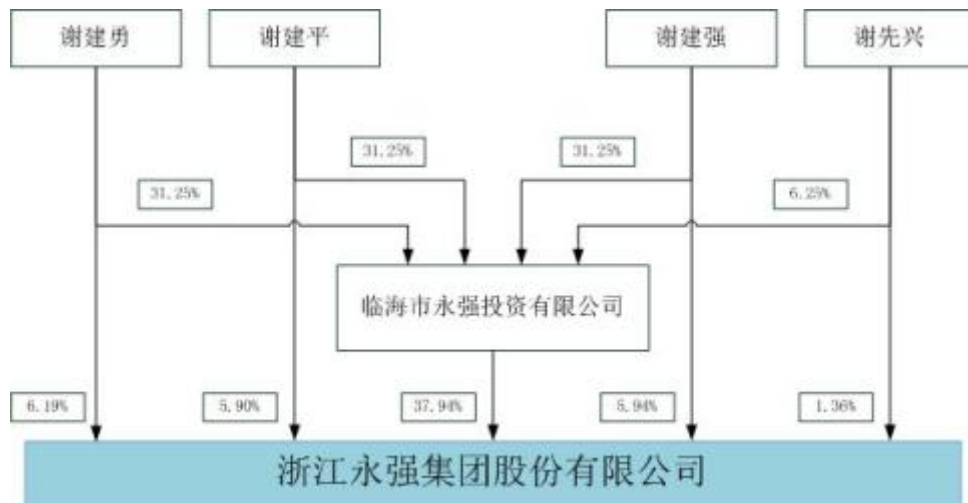 谢建勇
谢建平
谢建强
谢先兴
31.25%
31.25%
31.25%
6.25%
临海市永强投资有限公司
6.19%
5.90%
37.94%
5.94%
1.36%
浙江永强集团股份有限公司